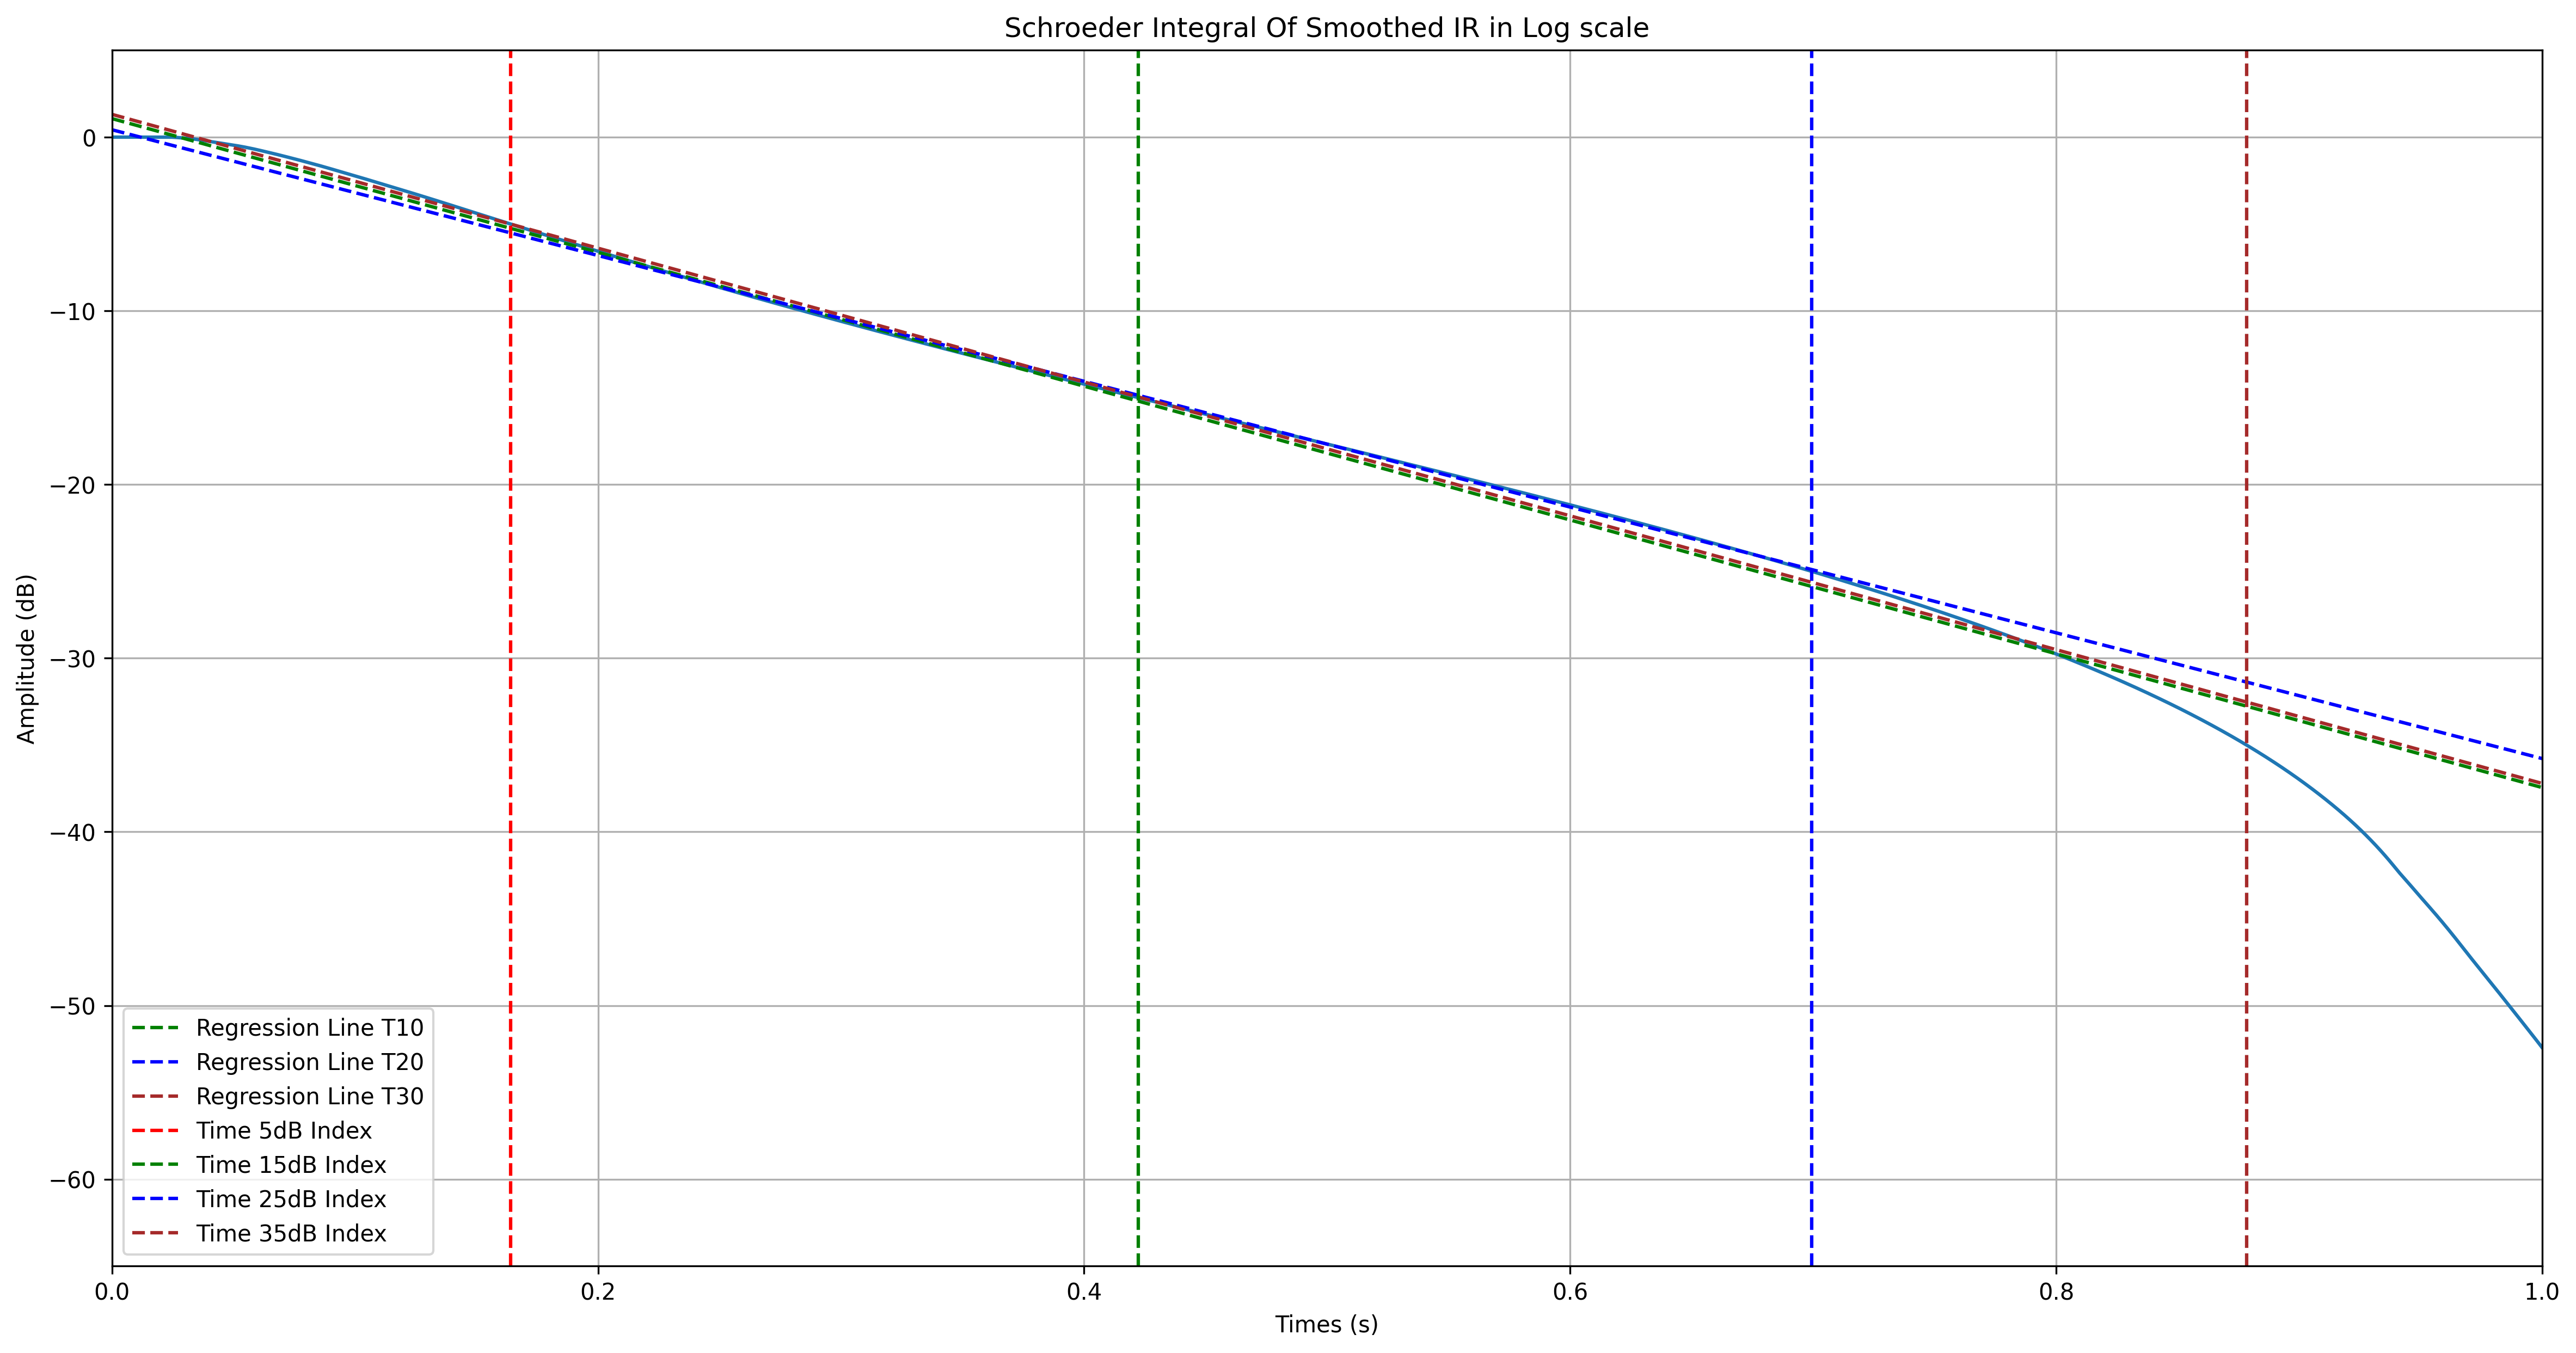 Schroeder Integral Of Smoothed IR in Log scale
Amplitude (dB)
0
−10
−20
−30
−40
−50
−60
Regression Line T10
Regression Line T20
Regression Line T30
Time 5dB Index
Time 15dB Index
Time 25dB Index
Time 35dB Index
0.0 0.2 0.4 0.6 0.8 1.0
Times (s)